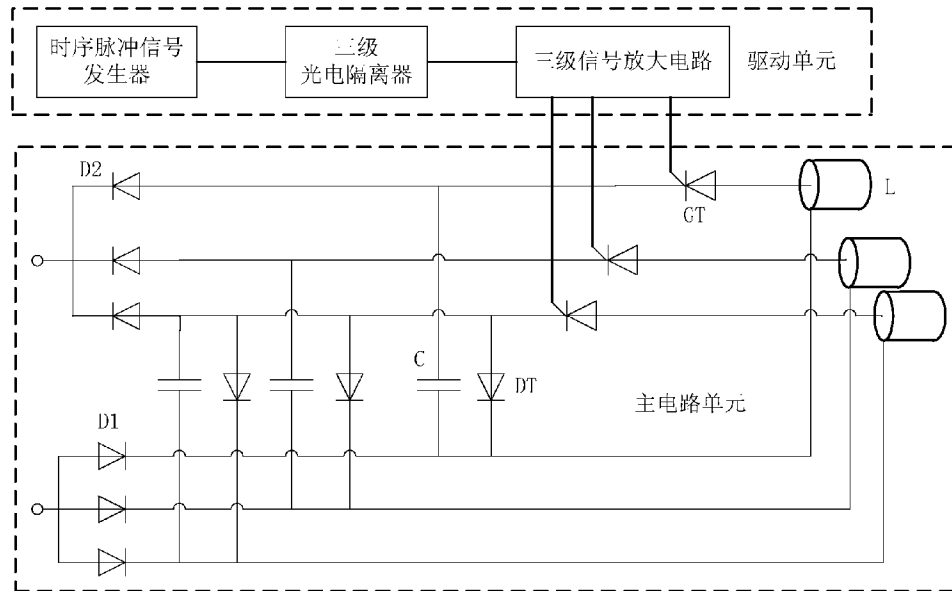 时序脉冲信号
发生器
三级
光电隔离器
三级信号放大电路
驱动单元
D2
GT
L
C
DT
主电路单元
D1